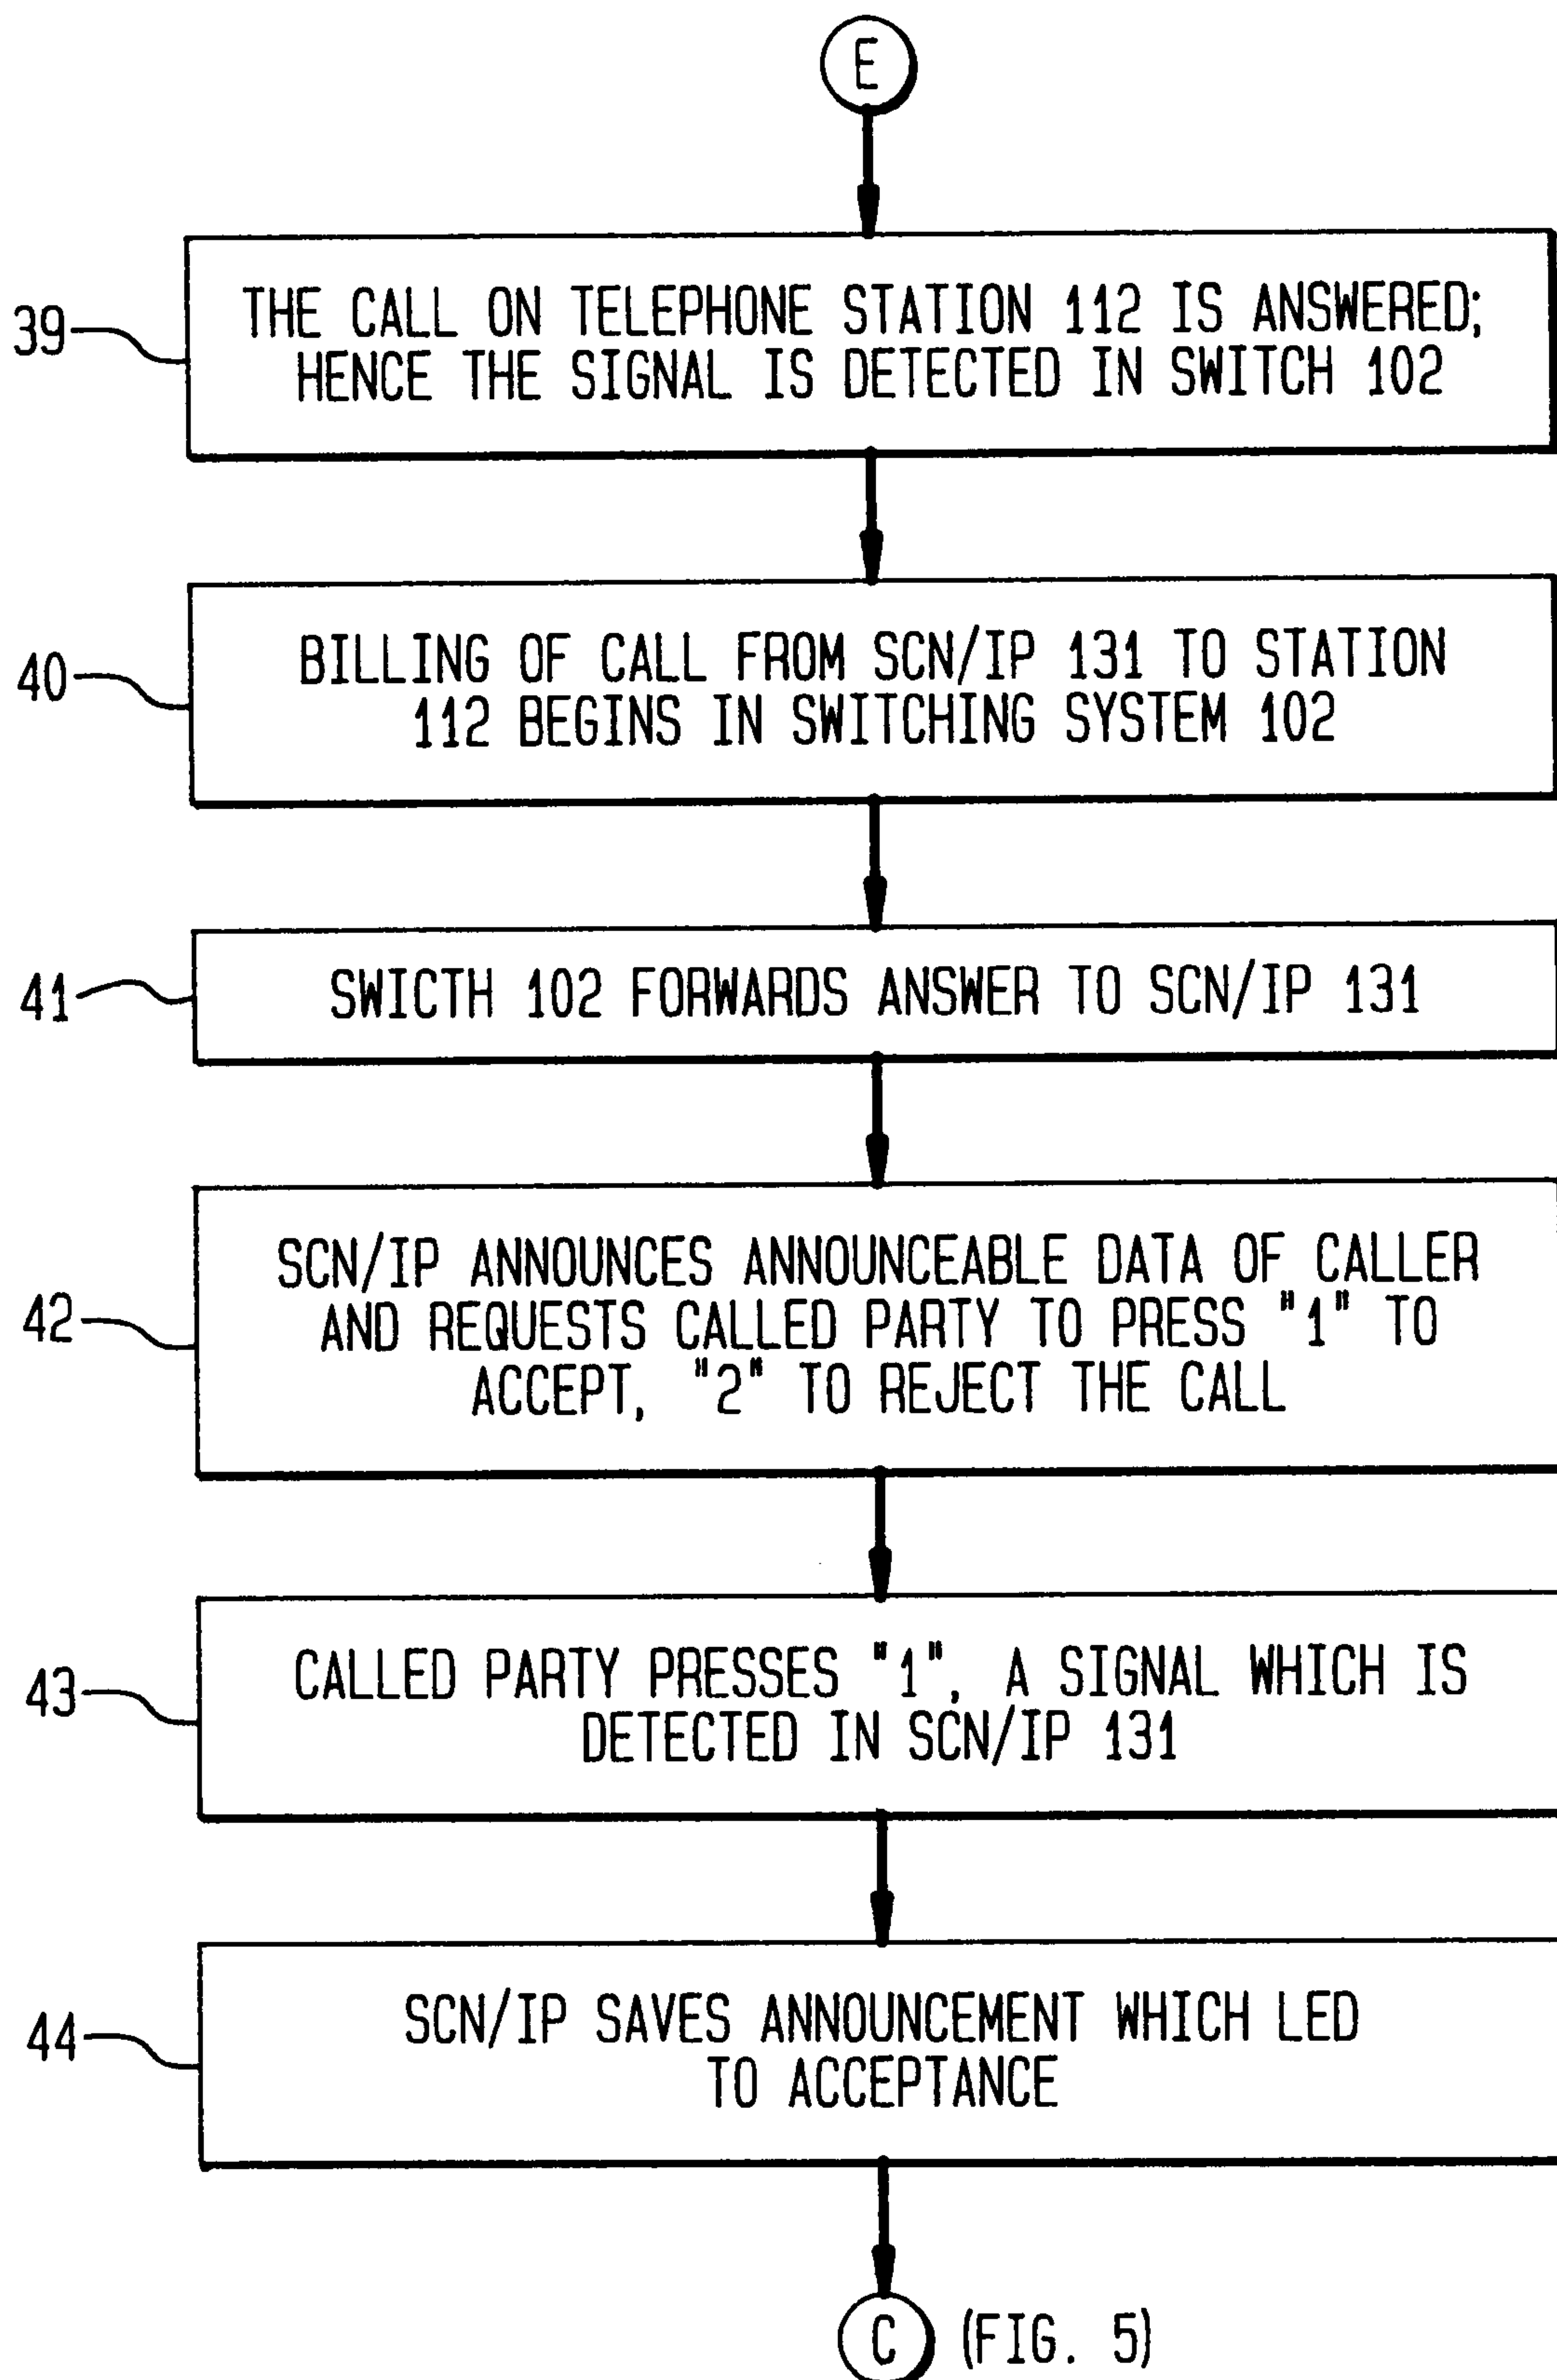 E
39
THE CALL ON TELEPHONE STATION 112 IS ANSWERED;
HENCE THE SIGNAL IS DETECTED IN SWITCH 102
40
BILLING OF CALL FROM SCN/IP 131 TO STATION
112 BEGINS IN SWITCHING SYSTEM 102
41
SWICTH 102 FORWARDS ANSWER TO SCN/IP 131
42
SCN/IP ANNOUNCES ANNOUNCEABLE DATA OF CALLER
AND REQUESTS CALLED PARTY TO PRESS "1" TO
ACCEPT, "2" TO REJECT THE CALL
43
CALLED PARTY PRESSES "1", A SIGNAL WHICH IS
DETECTED IN SCN/IP 131
44
SCN/IP SAVES ANNOUNCEMENT WHICH LED
TO ACCEPTANCE
C (FIG. 5)